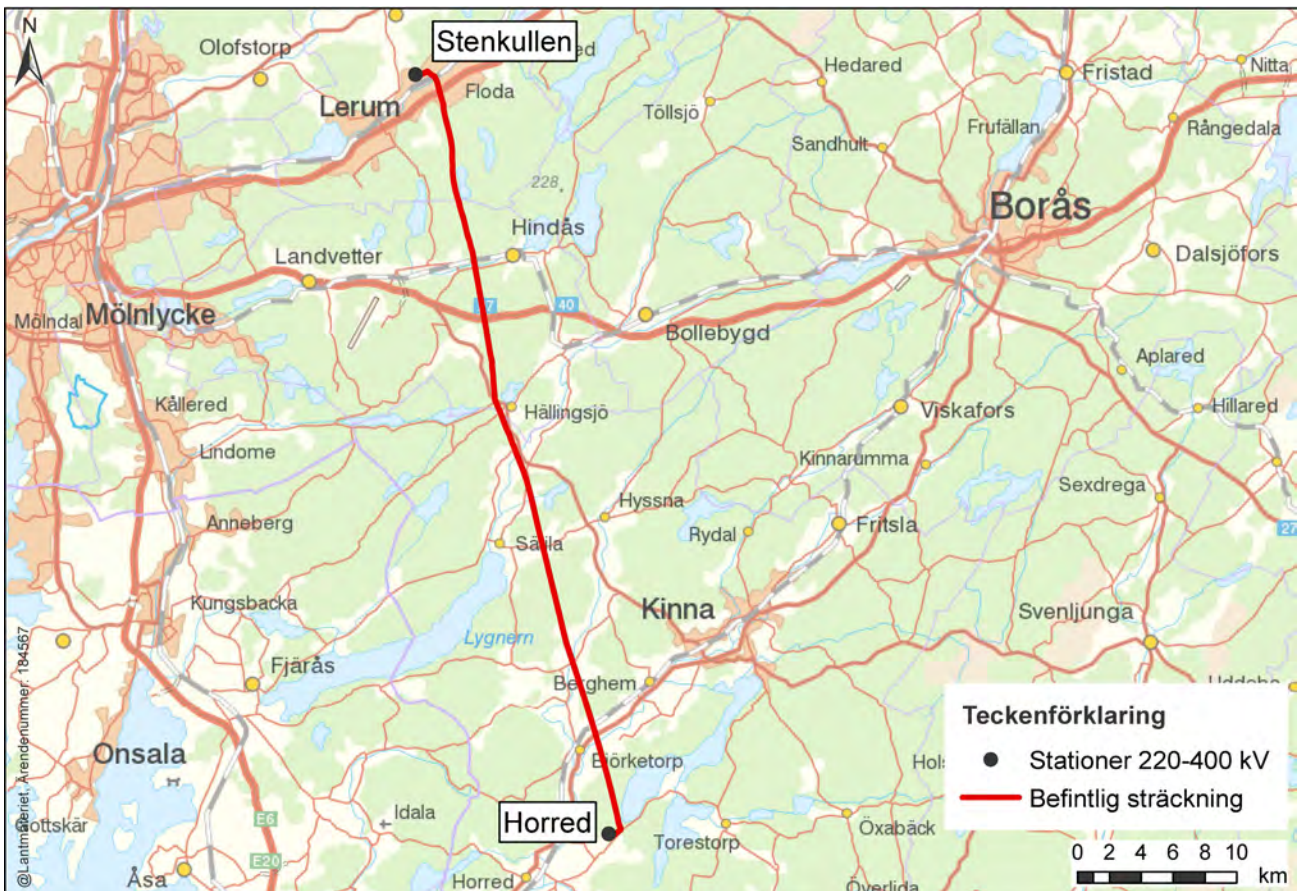 N
Stenkullen
Olofstorp
Hedared
Fristad
Nitta
Lerum
Floda
Töllsjö
Frufällan
Rångedala
Sandhult
228
Borås
Hindås
Landvetter
Dalsjöfors
Mölnlycke
Mölndal
40
Bollebygd
Aplared
Kållered
Hällingsjö
Viskafors
Hillared
Lindome
Kinnarumma
Sexdrega
Hyssna
Anneberg
Rydal
Fritsla
27
Sätila
Kungsbacka
Kinna
Svenljunga
Lygnern
Fjärås
Berghem
Onsala
Björketorp
Idala
Horred
Torestorp
Öxabäck
E6
E20
Åsa
Horred
Överlida
Teckenförklaring
Stationer 220-400 kV
Befintlig sträckning
0 2 4 6 8 10
km
@Lantmäteriet, Ärendenummer: 184567